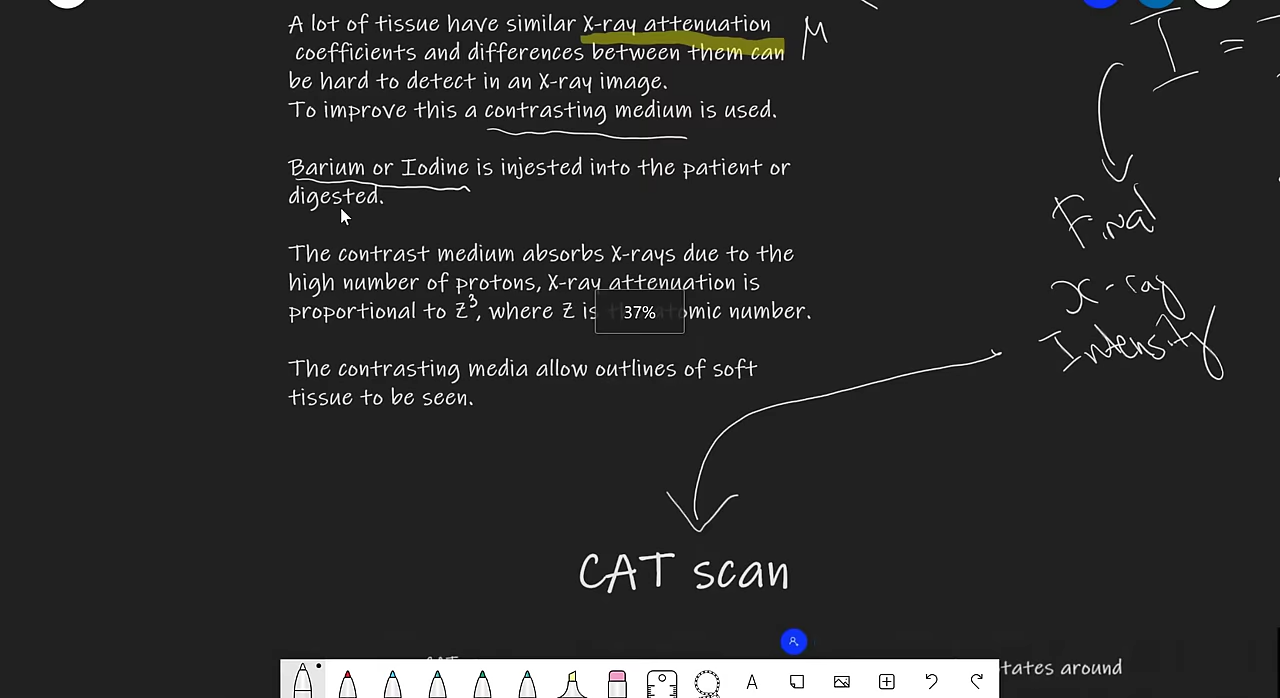 A lot of tissue have similar X-ray attenuation
coefficients and differences between them can
be hard to detect in an X-ray image.
To improve this a contrasting medium is used.
μ
I =
Barium or Iodine is injested into the patient or
digested.
The contrast medium absorbs X-rays due to the
high number of protons, X-ray attenuation is
proportional to Z³, where Z is omic number.
37%
The contrasting media allow outlines of soft
tissue to be seen.
Final
X-ray
Intensity
CAT scan
tates around
A